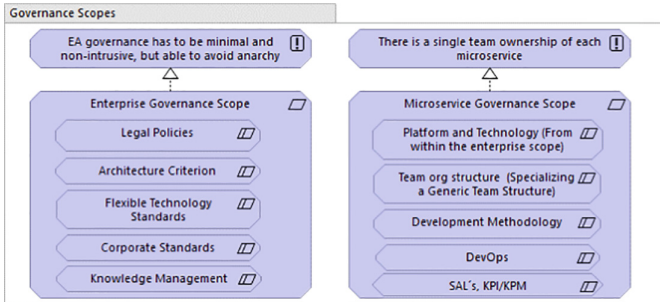 Governance Scopes
EA governance has to be minimal and
non-intrusive, but able to avoid anarchy
There is a single team ownership of each
microservice
Enterprise Governance Scope
Legal Policies
Architecture Criterion
Flexible Technology
Standards
Corporate Standards
Knowledge Management
Microservice Governance Scope
Platform and Technology (From
within the enterprise scope)
Team org structure (Specializing
a Generic Team Structure)
Development Methodology
DevOps
SAL´s, KPI/KPM